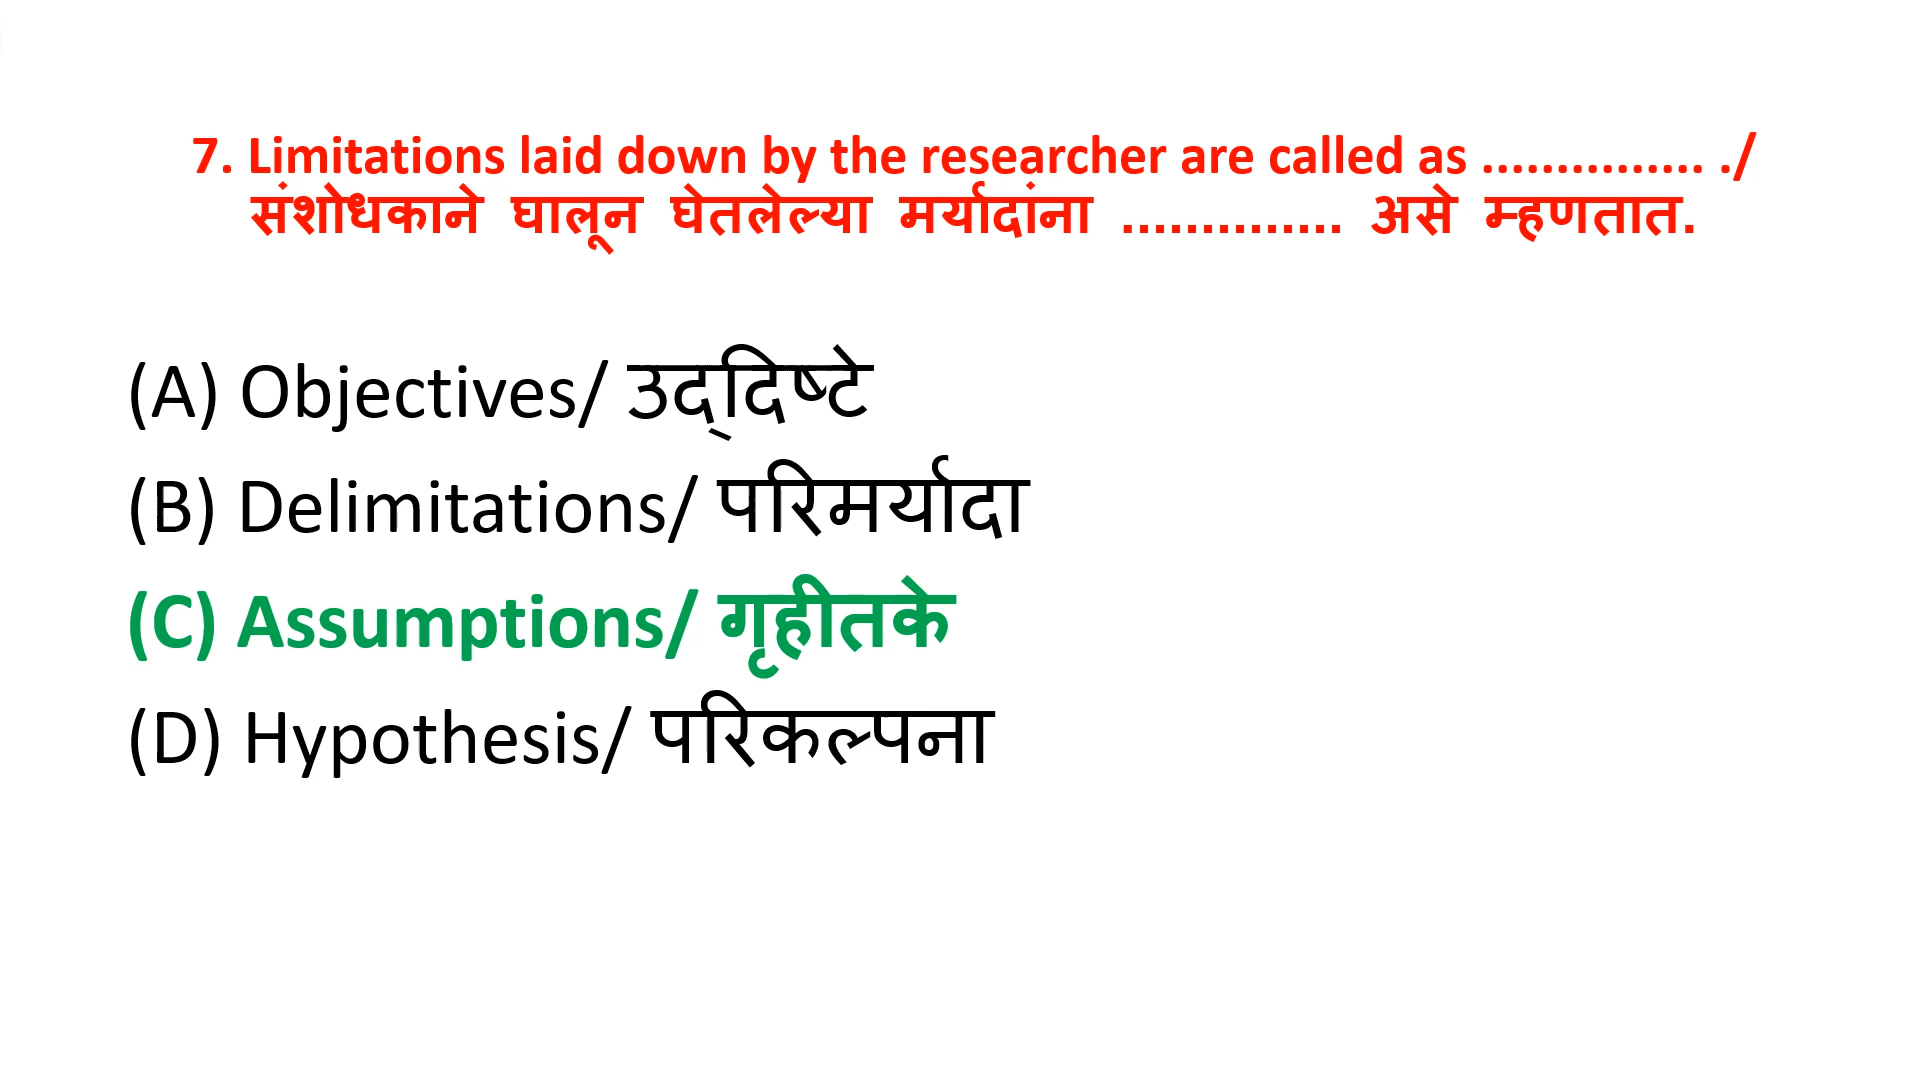 7. Limitations laid down by the researcher are called as ............... ./
संशोधकाने घालून घेतलेल्या मर्यादांना .............. असे म्हणतात.
(A) Objectives/ उद्दिष्टे
(B) Delimitations/ परिमर्यादा
(C) Assumptions/ गृहीतके
(D) Hypothesis/ परिकल्पना